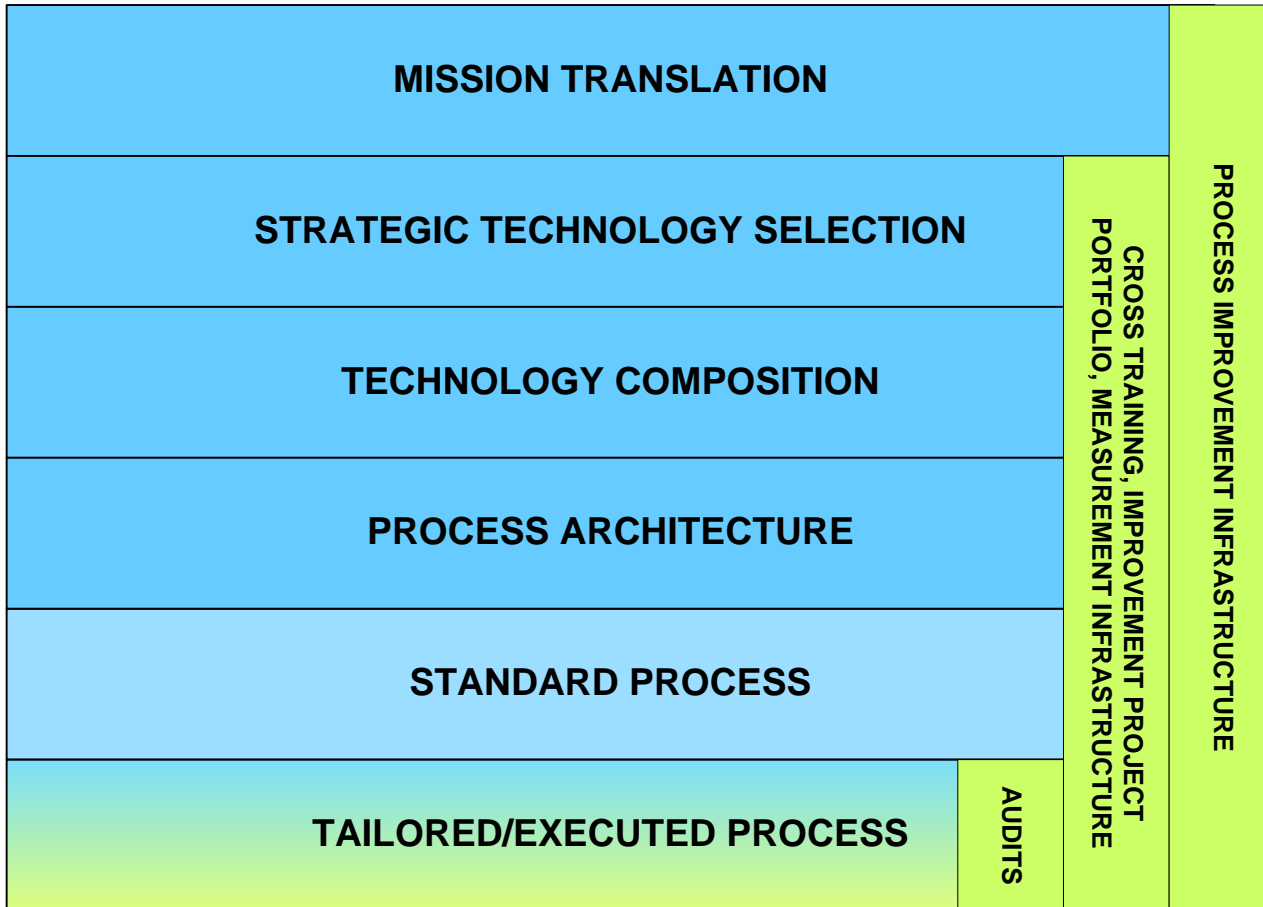 MISSION TRANSLATION
STRATEGIC TECHNOLOGY SELECTION
TECHNOLOGY COMPOSITION
PROCESS ARCHITECTURE
STANDARD PROCESS
TAILORED/EXECUTED PROCESS
AUDITS
CROSS TRAINING, IMPROVEMENT PROJECT
PORTFOLIO, MEASUREMENT INFRASTRUCTURE
PROCESS IMPROVEMENT INFRASTRUCTURE